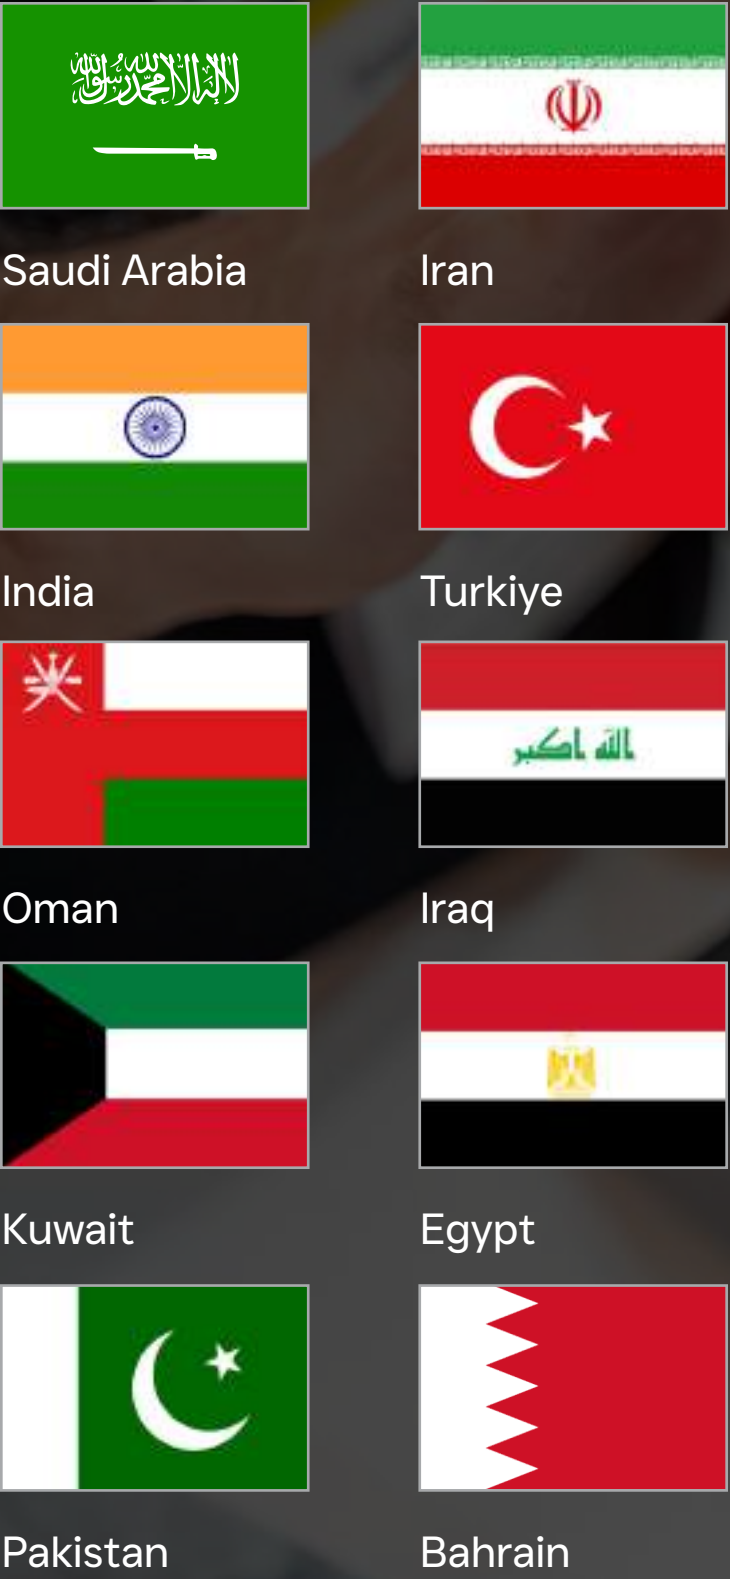 لا إله إلا الله محمد رسول الله
Saudi Arabia
Iran
India
Turkiye
Oman
الله اكبر
Iraq
Kuwait
Egypt
Pakistan
Bahrain